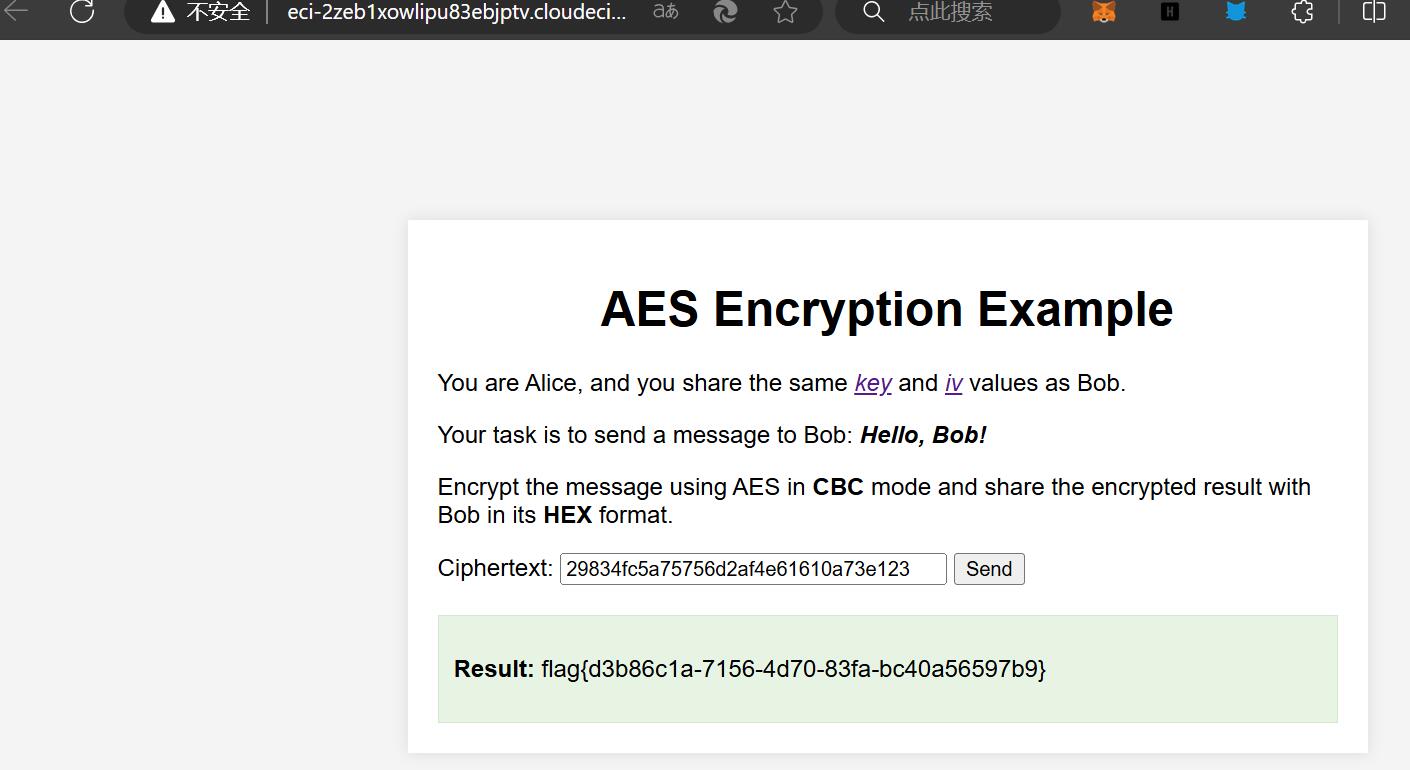 不安全 eci-2zeb1xowlipu83ebjptv.cloudeci... aあ 点此搜索
AES Encryption Example
You are Alice, and you share the same key and iv values as Bob.
Your task is to send a message to Bob: Hello, Bob!
Encrypt the message using AES in CBC mode and share the encrypted result with
Bob in its HEX format.
Ciphertext: 29834fc5a75756d2af4e61610a73e123 Send
Result: flag{d3b86c1a-7156-4d70-83fa-bc40a56597b9}